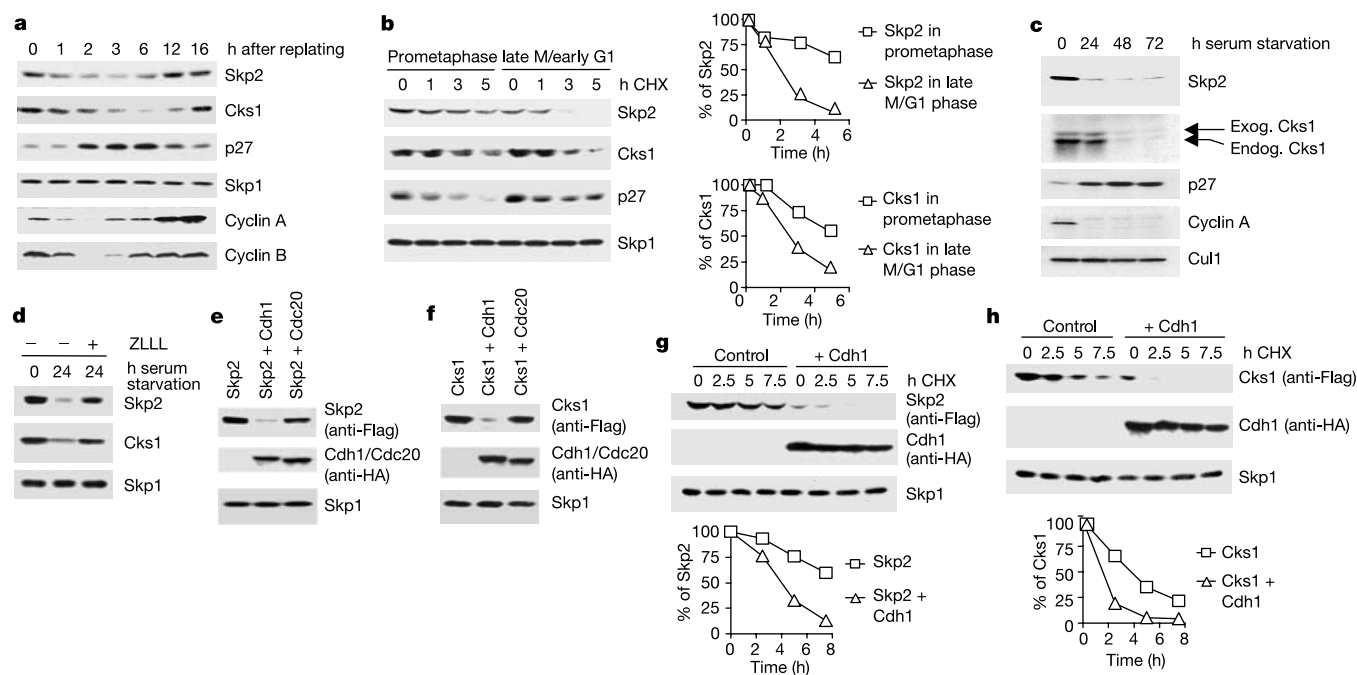 a
0 1 2 3 6 12 16 h after replating
Skp2
Cks1
p27
Skp1
Cyclin A
Cyclin B
b
Prometaphase late M/early G1
0 1 3 5 0 1 3 5 h CHX
Skp2
Cks1
p27
Skp1
% of Skp2
100
75
50
25
0
0 2 4 6
Time (h)
Skp2 in
prometaphase
Skp2 in late
M/G1 phase
% of Cks1
100
75
50
25
0
0 2 4 6
Time (h)
Cks1 in
prometaphase
Cks1 in late
M/G1 phase
c
0 24 48 72 h serum starvation
Skp2
Exog. Cks1
Endog. Cks1
p27
Cyclin A
Cul1
d
– – + ZLLL
0 24 24 h serum
starvation
Skp2
Cks1
Skp1
e
Skp2
Skp2 + Cdh1
Skp2 + Cdc20
Skp2
(anti-Flag)
Cdh1/Cdc20
(anti-HA)
Skp1
f
Cks1
Cks1 + Cdh1
Cks1 + Cdc20
Cks1
(anti-Flag)
Cdh1/Cdc20
(anti-HA)
Skp1
g
Control + Cdh1
0 2.5 5 7.5 0 2.5 5 7.5 h CHX
Skp2
(anti-Flag)
Cdh1
(anti-HA)
Skp1
% of Skp2
100
75
50
25
0
0 2 4 6 8
Time (h)
Skp2
Skp2 +
Cdh1
h
Control + Cdh1
0 2.5 5 7.5 0 2.5 5 7.5 h CHX
Cks1 (anti-Flag)
Cdh1 (anti-HA)
Skp1
% of Cks1
100
75
50
25
0
0 2 4 6 8
Time (h)
Cks1
Cks1 +
Cdh1